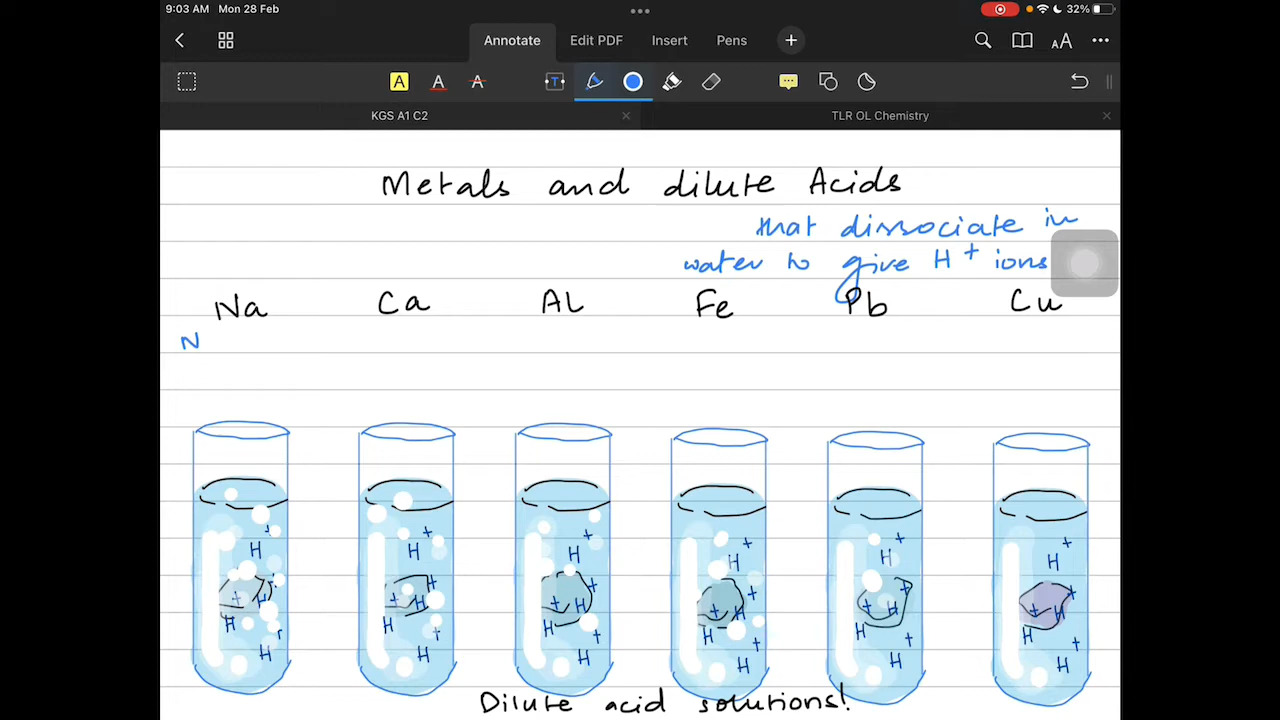 9:03 AM Mon 28 Feb
32%
Annotate Edit PDF Insert Pens
A A A T
AA
KGS A1 C2
TLR OL Chemistry
Metals and dilute Acids
that dissociate in
water to give H+ ions
Na Ca Al Fe Pb Cu
N
H+ H+ H+ H+ H+ H+
H+ H+ H+ H+ H+ H+
H+ H+ H+ H+ H+ H+
H+ H+ H+ H+ H+ H+
Dilute acid solutions!